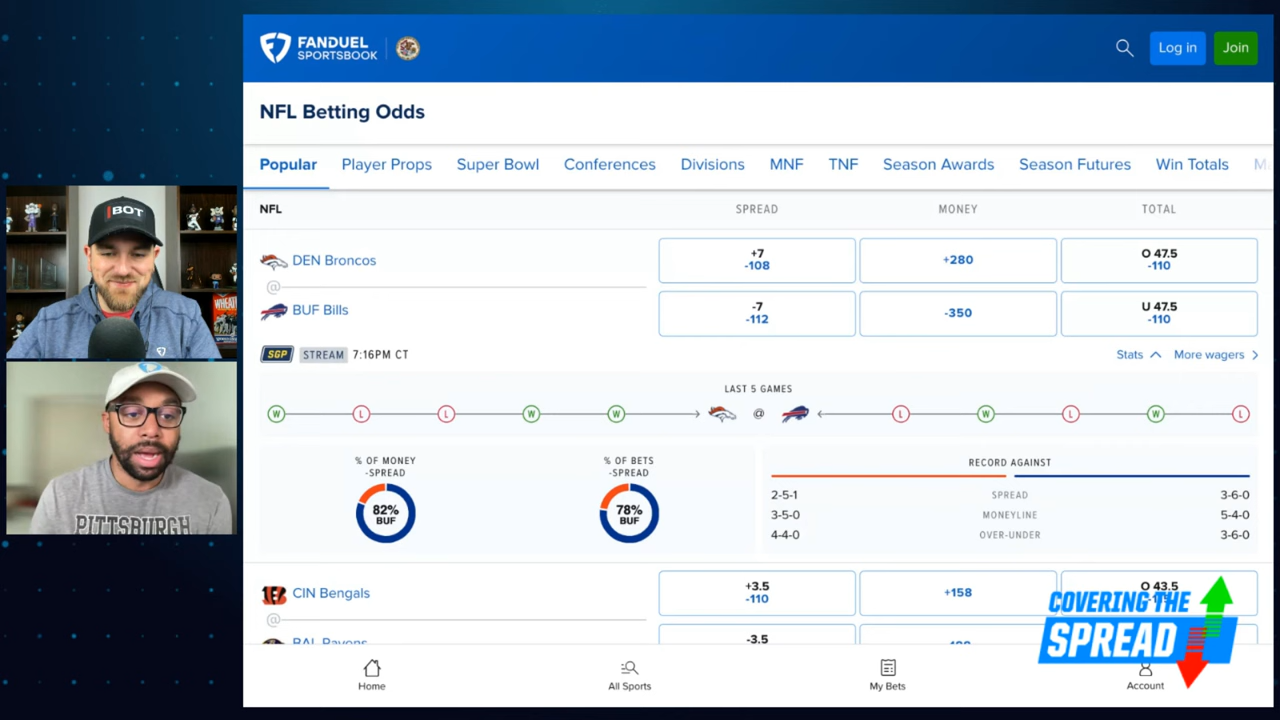 FANDUEL
SPORTSBOOK
Log in
Join
NFL Betting Odds
Popular Player Props Super Bowl Conferences Divisions MNF TNF Season Awards Season Futures Win Totals
NFL SPREAD MONEY TOTAL
DEN Broncos +7 -108 +280 O 47.5 -110
@
BUF Bills -7 -112 -350 U 47.5 -110
SGP STREAM 7:16PM CT Stats More wagers
LAST 5 GAMES
W L L W W @ L W L W L
% OF MONEY
-SPREAD
82%
BUF
% OF BETS
-SPREAD
78%
BUF
RECORD AGAINST
2-5-1 SPREAD 3-6-0
3-5-0 MONEYLINE 5-4-0
4-4-0 OVER-UNDER 3-6-0
CIN Bengals +3.5 -110 +158 O 43.5
@
BAL Ravens -3.5
COVERING THE
SPREAD
Home
All Sports
My Bets
Account
BOT
PITTSBURGH